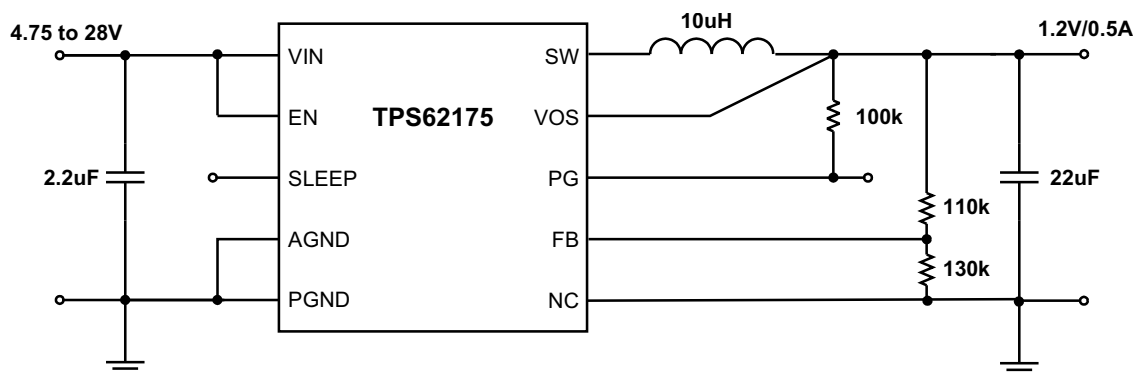 4.75 to 28V
10uH
1.2V/0.5A
VIN
SW
EN
TPS62175
VOS
100k
2.2uF
SLEEP
PG
22uF
110k
AGND
FB
130k
PGND
NC